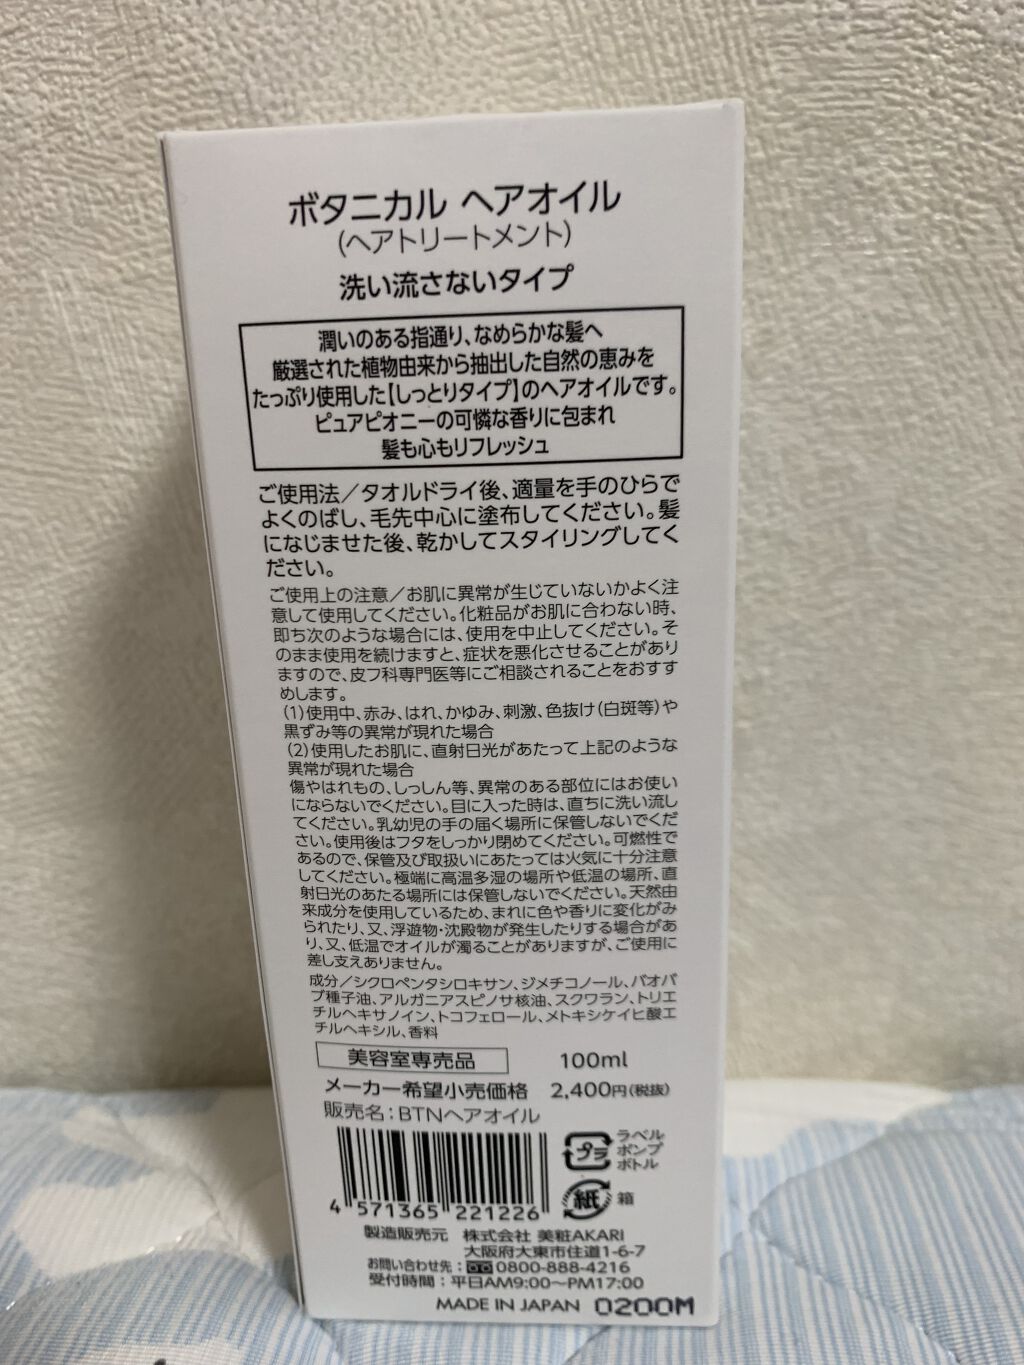 ボタニカル ヘアオイル
(ヘアトリートメント)
洗い流さないタイプ
潤いのある指通り、なめらかな髪へ
厳選された植物由来から抽出した自然の恵みを
たっぷり使用した【しっとりタイプ】のヘアオイルです。
ピュアピオニーの可憐な香りに包まれ
髪も心もリフレッシュ
ご使用法/タオルドライ後、適量を手のひらで
よくのばし、毛先中心に塗布してください。髪
になじませた後、乾かしてスタイリングしてく
ださい。
ご使用上の注意/お肌に異常が生じていないかよく注
意して使用してください。化粧品がお肌に合わない時、
即ち次のような場合には、使用を中止してください。そ
のまま使用を続けますと、症状を悪化させることがあり
ますので、皮フ科専門医等にご相談されることをおすす
めします。
(1)使用中、赤み、はれ、かゆみ、刺激、色抜け(白斑等)や
黒ずみ等の異常が現れた場合
(2)使用したお肌に、直射日光があたって上記のような
異常が現れた場合
傷やはれもの、しっしん等、異常のある部位にはお使い
にならないでください。目に入った時は、直ちに洗い流し
てください。乳幼児の手の届く場所に保管しないでくだ
さい。使用後はフタをしっかり閉めてください。可燃性で
あるので、保管及び取扱いにあたっては火気に十分注意
してください。極端に高温多湿の場所や低温の場所、直
射日光のあたる場所には保管しないでください。天然由
来成分を使用しているため、まれに色や香りに変化がみ
られたり、又、浮遊物・沈殿物が発生したりする場合があ
り、又、低温でオイルが濁ることがありますが、ご使用に
差し支えありません。
成分/シクロペンタシロキサン、ジメチコノール、バオバ
ブ種子油、アルガニアスピノサ核油、スクワラン、トリエ
チルヘキサノイン、トコフェロール、メトキシケイヒ酸エ
チルヘキシル、香料
美容室専売品 100ml
メーカー希望小売価格 2,400円(税抜)
販売名:BTNヘアオイル
プラ ラベル
ポンプ
ボトル
紙 箱
4 571365 221226
製造販売元 株式会社 美粧AKARI
大阪府大東市住道1-6-7
お問い合わせ先:0800-888-4216
受付時間:平日AM9:00~PM17:00
MADE IN JAPAN 0200M